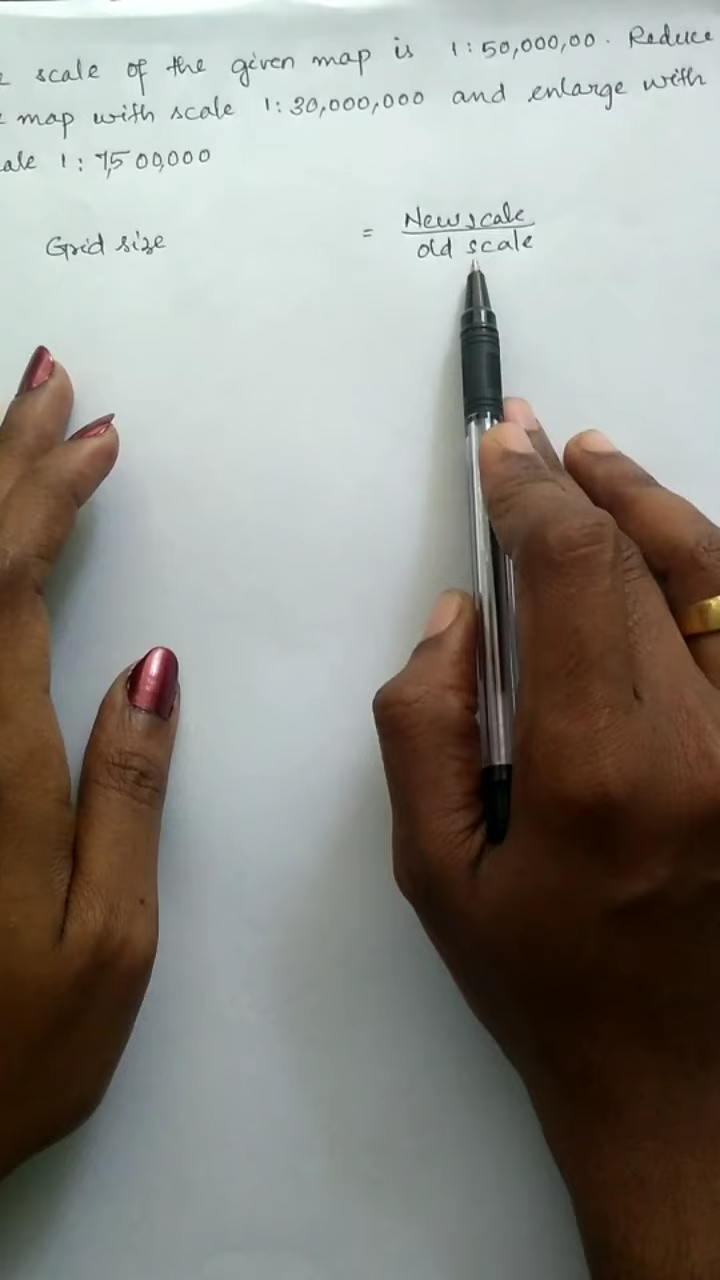 scale of the given map is 1:50,000,00. Reduce
map with scale 1:30,000,000 and enlarge with
ale 1: 7,500,000
Grid size = New scale
old scale